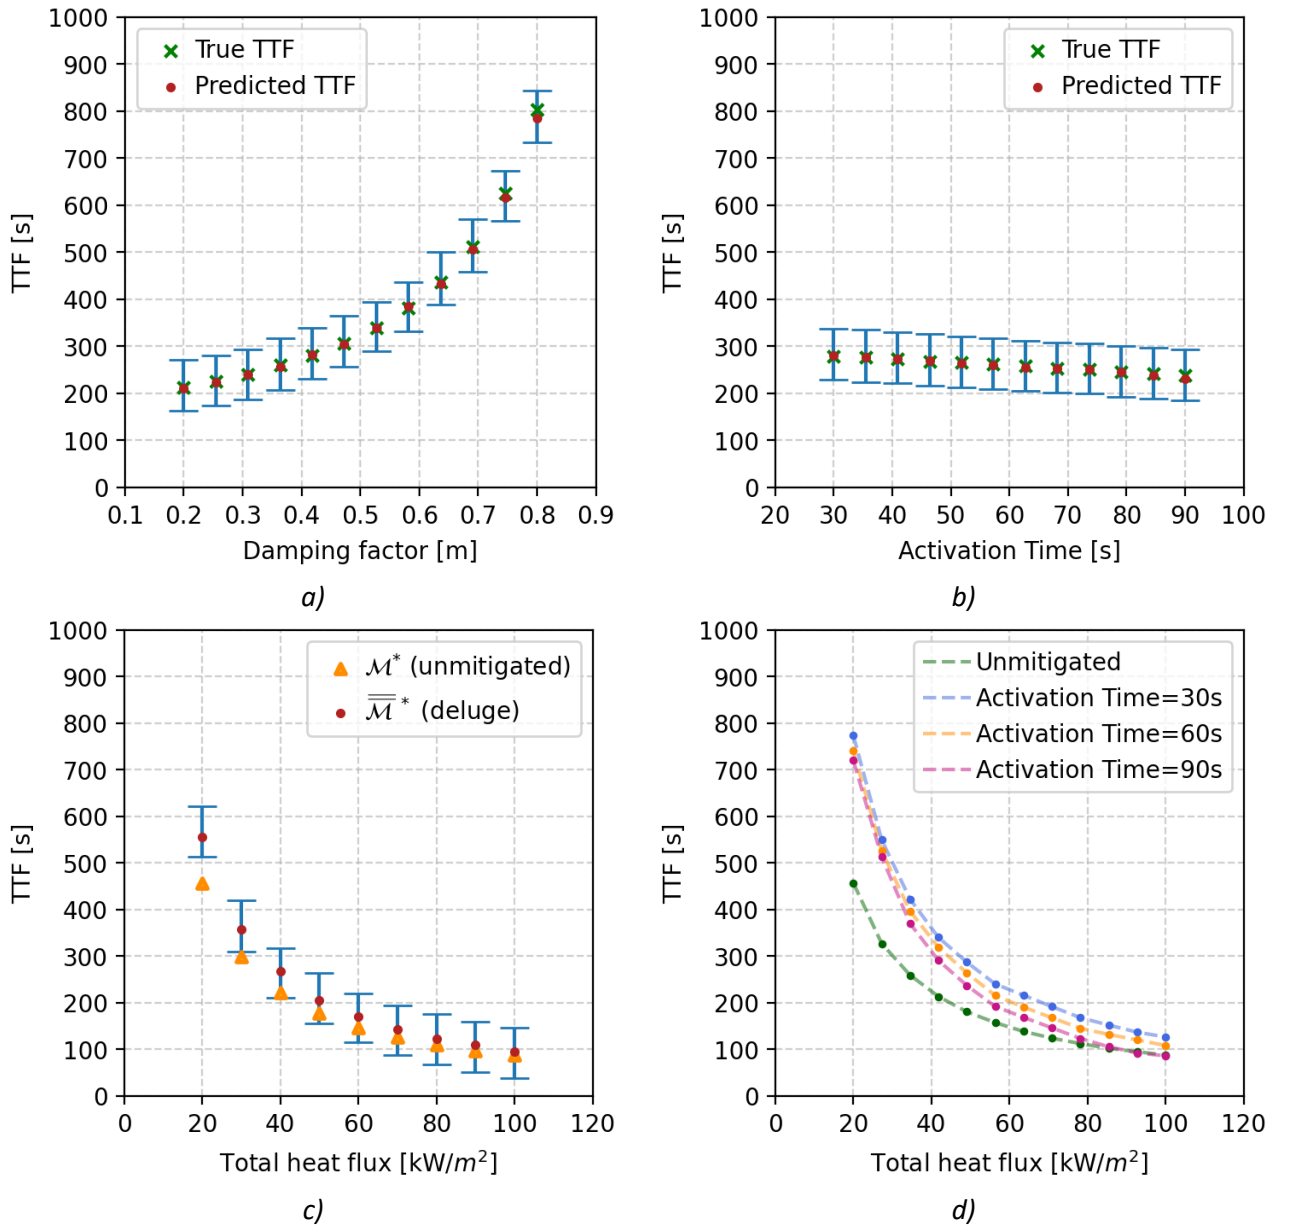 1000
900
800
700
600
500
400
300
200
100
0
TTF [s]
True TTF
Predicted TTF
0.1 0.2 0.3 0.4 0.5 0.6 0.7 0.8 0.9
Damping factor [m]
a)
1000
900
800
700
600
500
400
300
200
100
0
TTF [s]
True TTF
Predicted TTF
20 30 40 50 60 70 80 90 100
Activation Time [s]
b)
1000
900
800
700
600
500
400
300
200
100
0
TTF [s]
ℳ* (unmitigated)
ℳ̿* (deluge)
0 20 40 60 80 100 120
Total heat flux [kW/m²]
c)
1000
900
800
700
600
500
400
300
200
100
0
TTF [s]
Unmitigated
Activation Time=30s
Activation Time=60s
Activation Time=90s
0 20 40 60 80 100 120
Total heat flux [kW/m²]
d)